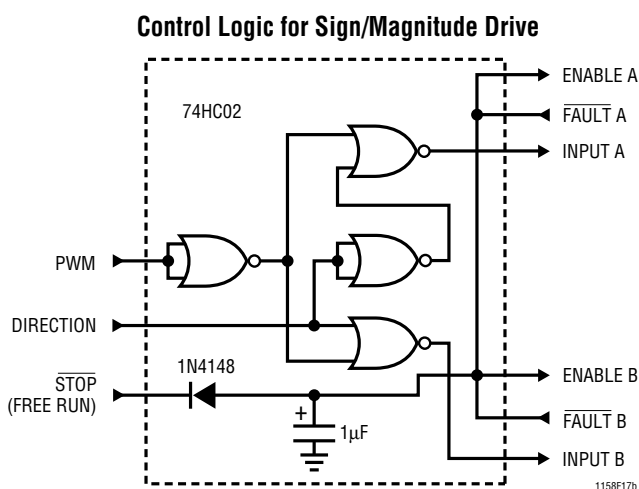 Control Logic for Sign/Magnitude Drive
ENABLE A
74HC02
FAULT A
INPUT A
PWM
DIRECTION
1N4148
STOP
(FREE RUN)
ENABLE B
+
1µF
FAULT B
INPUT B
1158F17b